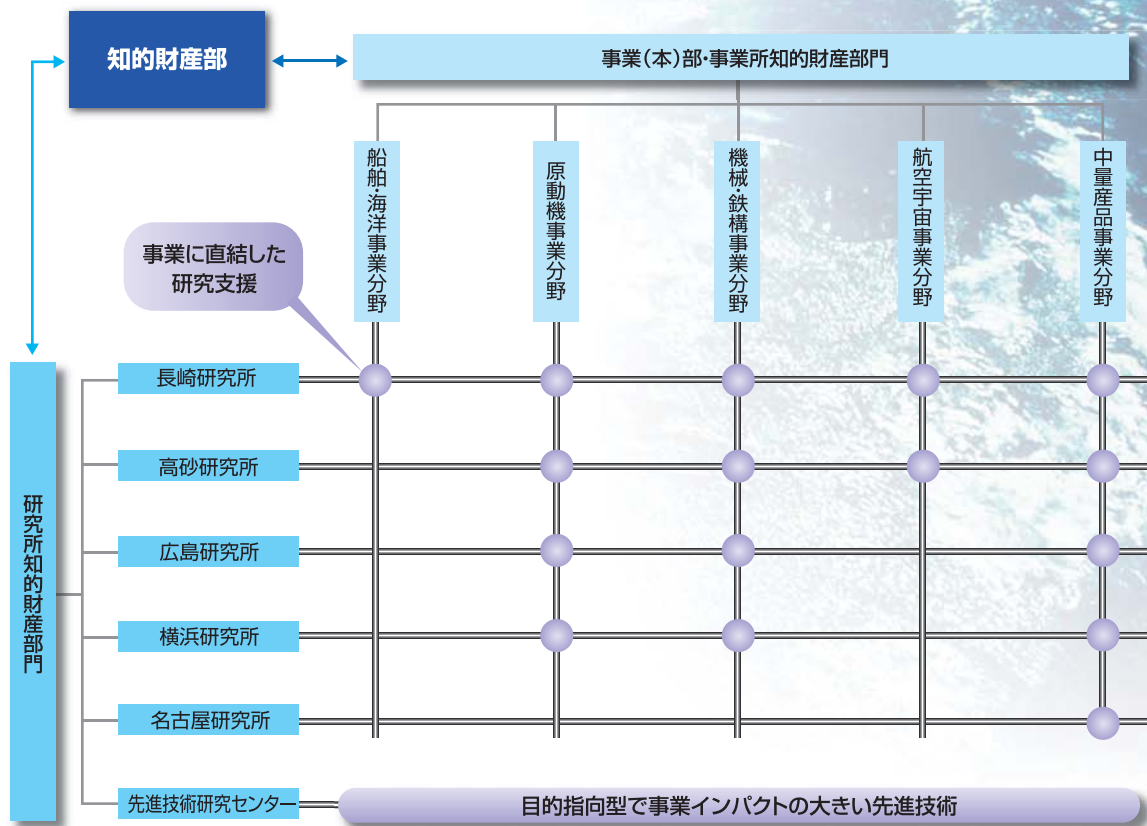 知的財産部
事業(本)部・事業所知的財産部門
船舶・海洋事業分野
原動機事業分野
機械・鉄構事業分野
航空宇宙事業分野
中量産品事業分野
事業に直結した
研究支援
研究所知的財産部門
長崎研究所
高砂研究所
広島研究所
横浜研究所
名古屋研究所
先進技術研究センター
目的指向型で事業インパクトの大きい先進技術